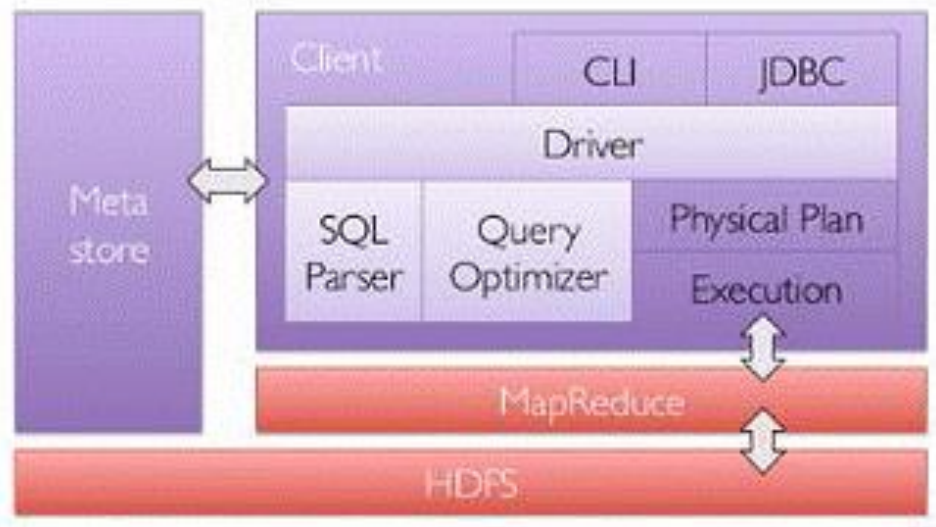 Client
CLI
JDBC
Driver
Meta
store
SQL
Parser
Query
Optimizer
Physical Plan
Execution
MapReduce
HDFS